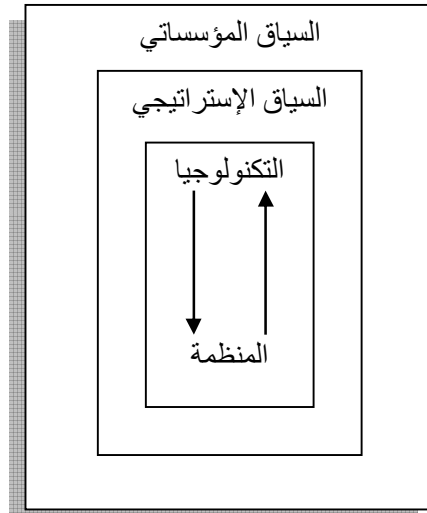 السياق المؤسساتي
السياق الإستراتيجي
التكنولوجيا
المنظمة